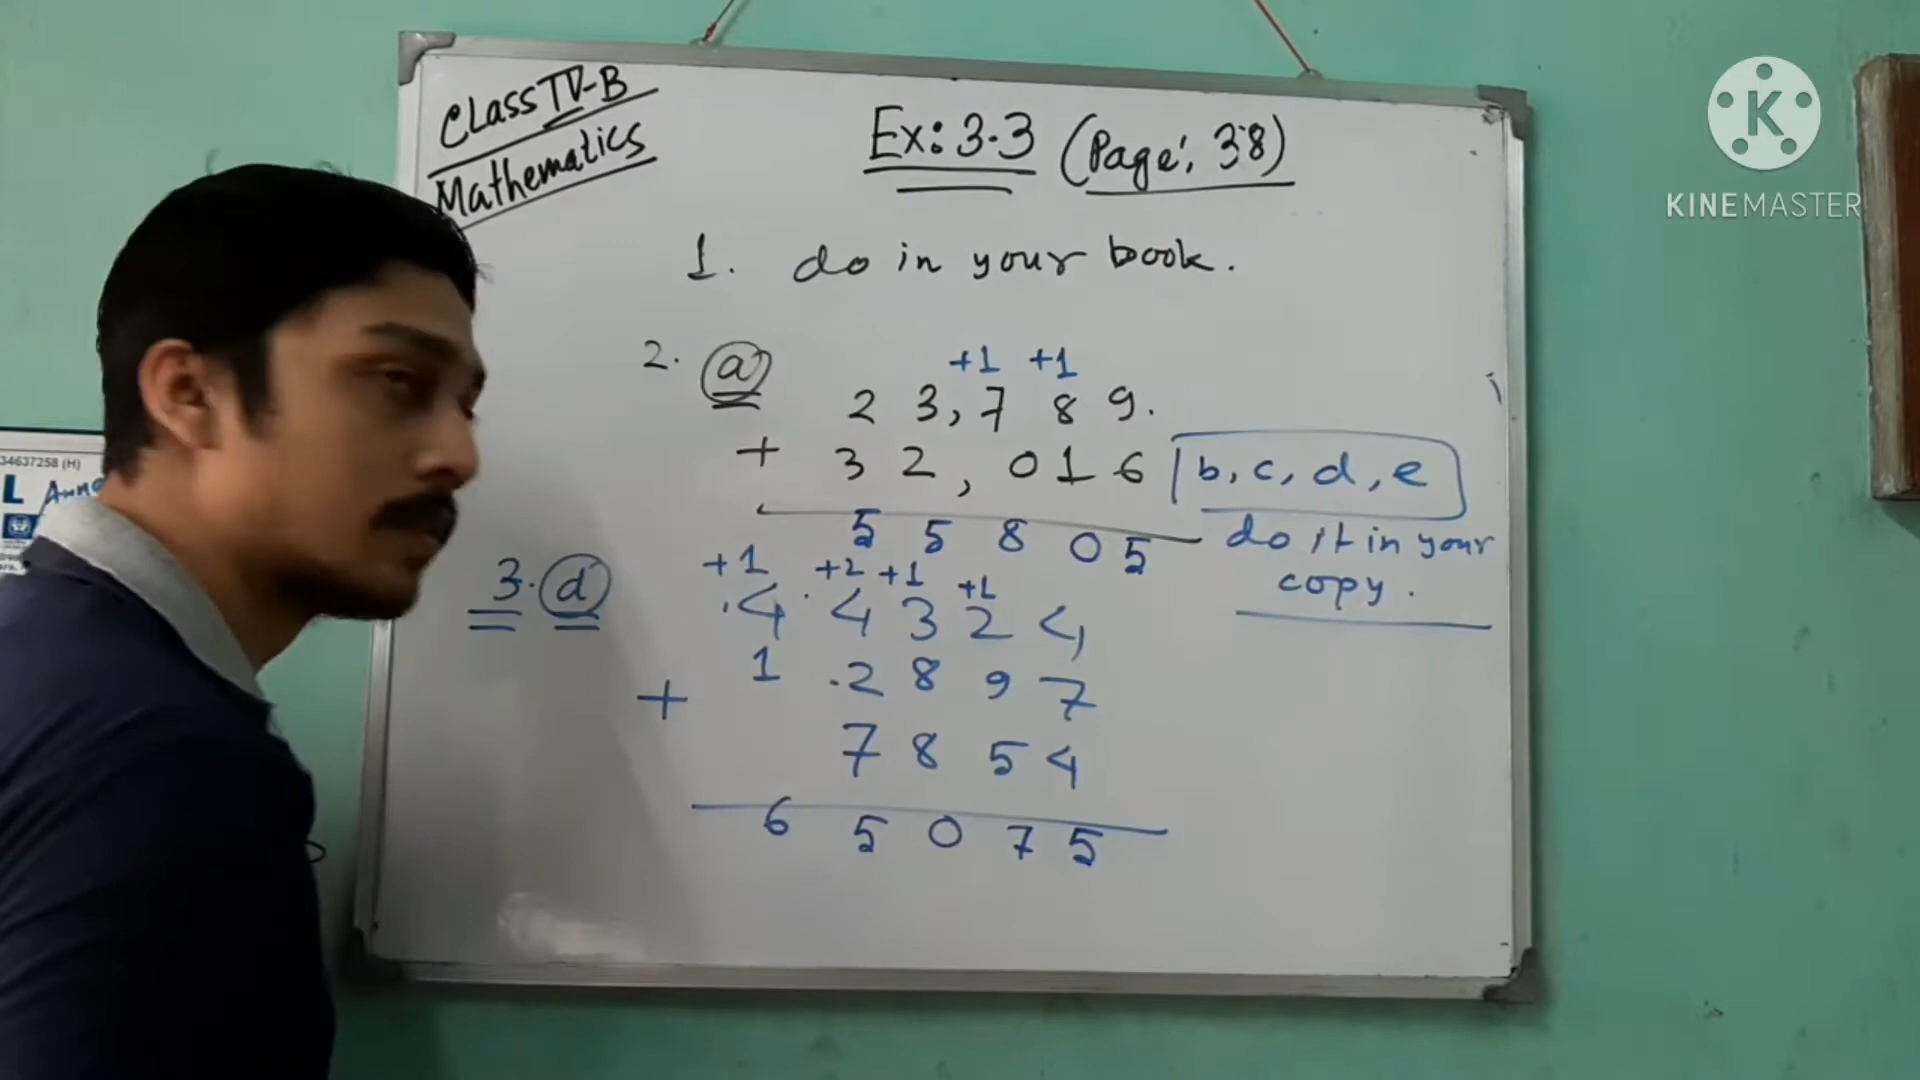 CLass IV-B
Mathematics
Ex: 3.3 (Page: 38)
K
KINEMASTER
1. do in your book.
2. a
+1 +1
2 3, 7 8 9.
+ 3 2, 0 1 6
5 5 8 0 5
b, c, d, e
do it in your
copy.
3. d
+1 +2 +1 +1
4 4 3 2 4
1 2 8 9 7
+
7 8 5 4
6 5 0 7 5
34637258 (H)
L